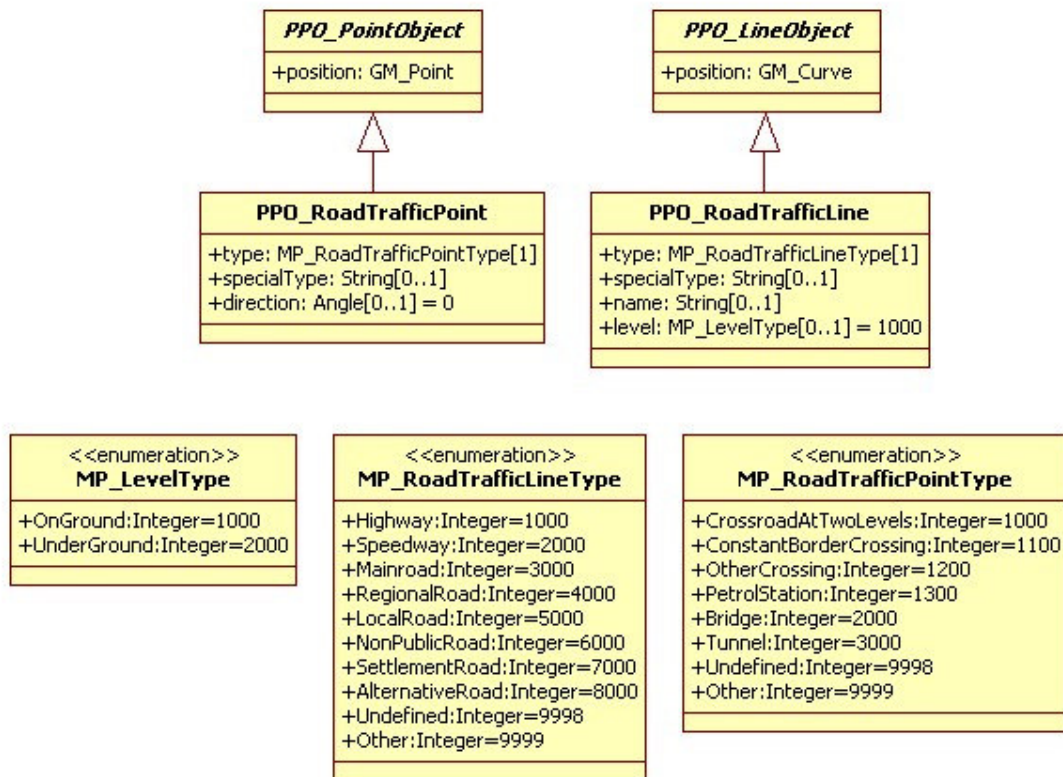 PPO_PointObject
+position: GM_Point
PPO_LineObject
+position: GM_Curve
PPO_RoadTrafficPoint
+type: MP_RoadTrafficPointType[1]
+specialType: String[0..1]
+direction: Angle[0..1] = 0
PPO_RoadTrafficLine
+type: MP_RoadTrafficLineType[1]
+specialType: String[0..1]
+name: String[0..1]
+level: MP_LevelType[0..1] = 1000
<<enumeration>>
MP_LevelType
+OnGround:Integer=1000
+UnderGround:Integer=2000
<<enumeration>>
MP_RoadTrafficLineType
+Highway:Integer=1000
+Speedway:Integer=2000
+Mainroad:Integer=3000
+RegionalRoad:Integer=4000
+LocalRoad:Integer=5000
+NonPublicRoad:Integer=6000
+SettlementRoad:Integer=7000
+AlternativeRoad:Integer=8000
+Undefined:Integer=9998
+Other:Integer=9999
<<enumeration>>
MP_RoadTrafficPointType
+CrossroadAtTwoLevels:Integer=1000
+ConstantBorderCrossing:Integer=1100
+OtherCrossing:Integer=1200
+PetrolStation:Integer=1300
+Bridge:Integer=2000
+Tunnel:Integer=3000
+Undefined:Integer=9998
+Other:Integer=9999